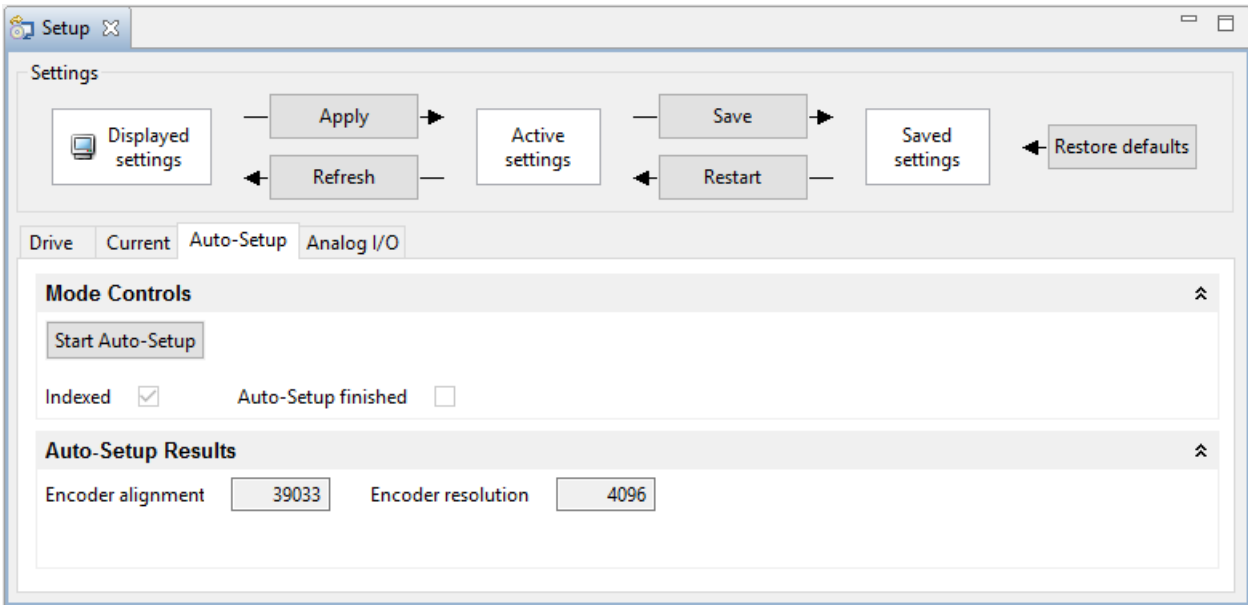 Setup
Settings
Displayed
settings
Apply
Refresh
Active
settings
Save
Restart
Saved
settings
Restore defaults
Drive Current Auto-Setup Analog I/O
Mode Controls
Start Auto-Setup
Indexed Auto-Setup finished
Auto-Setup Results
Encoder alignment 39033 Encoder resolution 4096